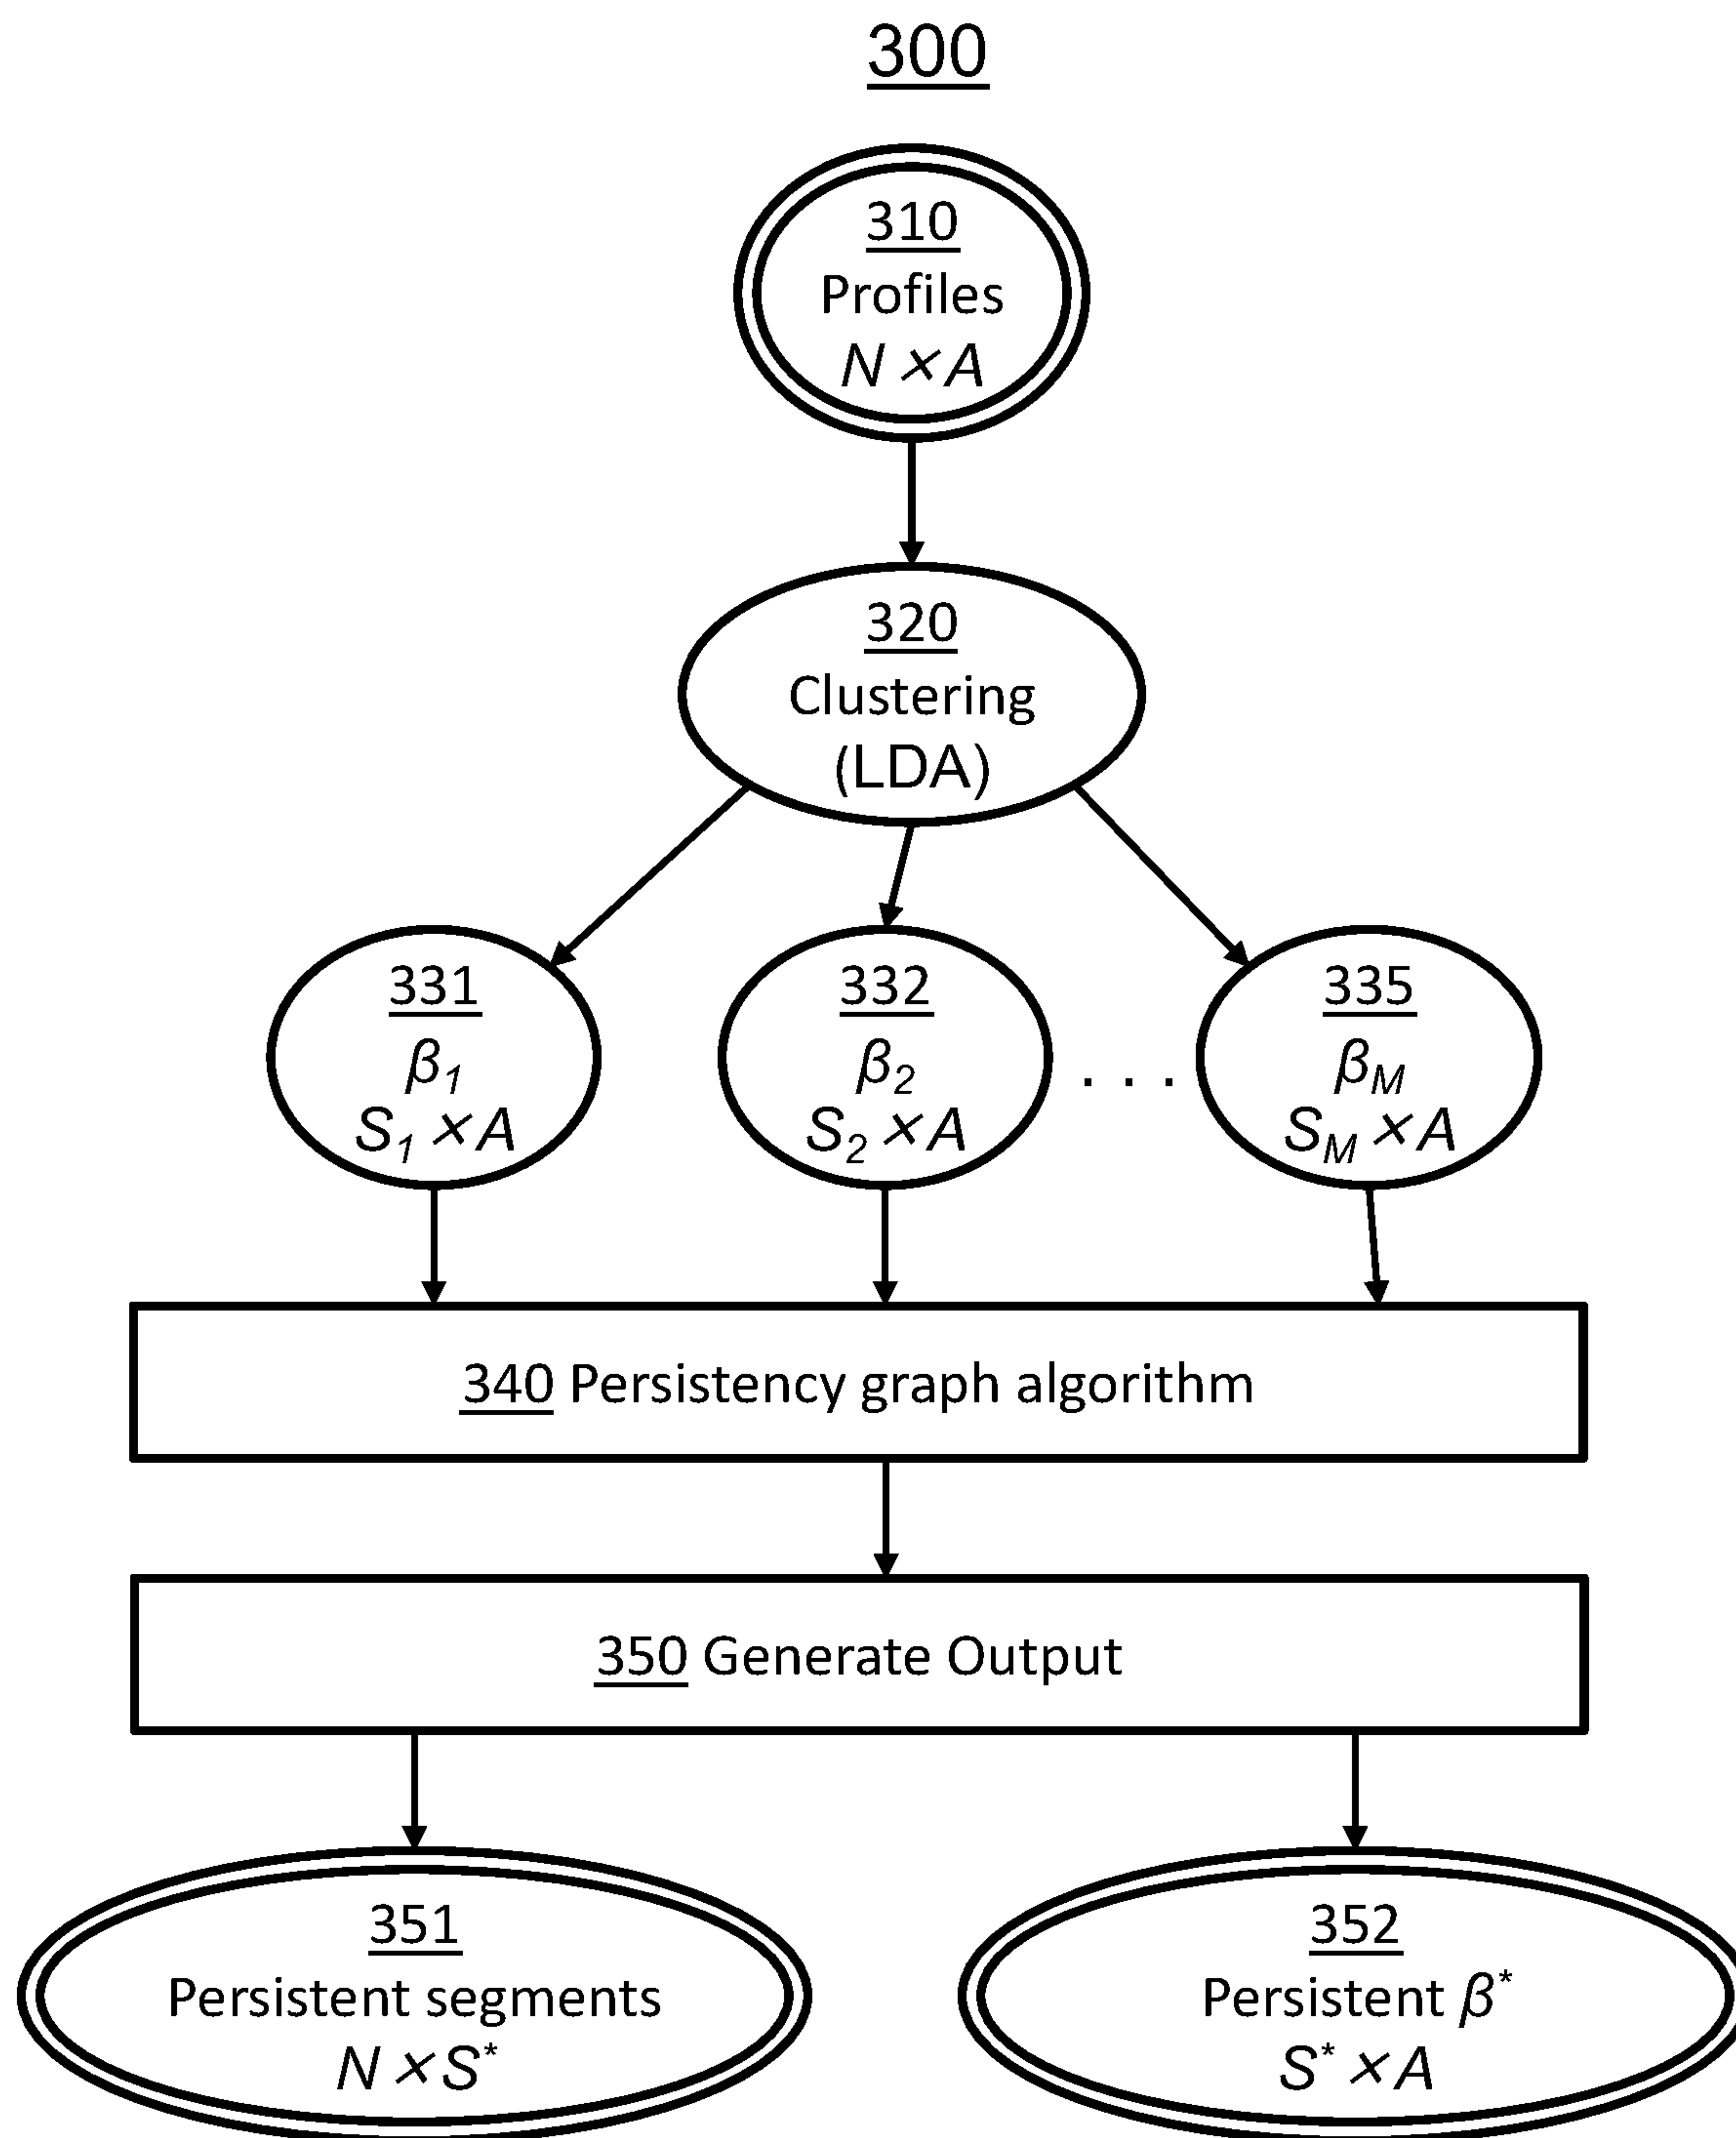 300
310
Profiles
N × A
320
Clustering
(LDA)
331
β1
S1 × A
332
β2
S2 × A
. . .
335
βM
SM × A
340 Persistency graph algorithm
350 Generate Output
351
Persistent segments
N × S*
352
Persistent β*
S* × A